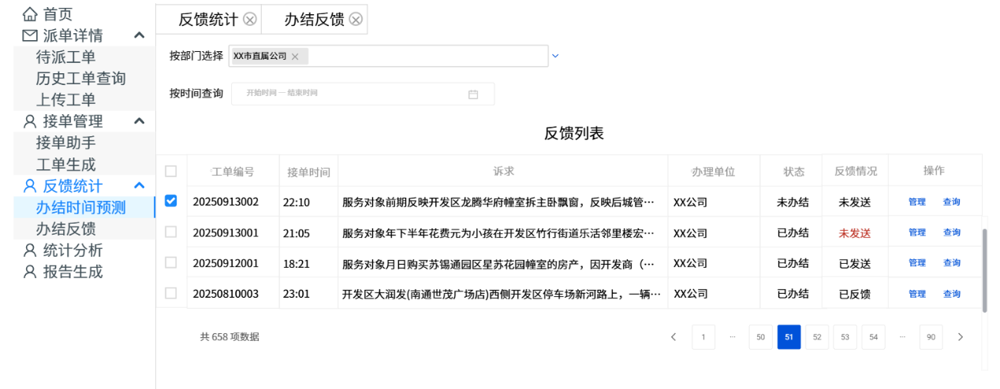 首页
派单详情
待派工单
历史工单查询
上传工单
接单管理
接单助手
工单生成
反馈统计
办结时间预测
办结反馈
统计分析
报告生成
反馈统计 办结反馈
按部门选择 XX市直属公司
按时间查询 开始时间 — 结束时间
反馈列表
工单编号 接单时间 诉求 办理单位 状态 反馈情况 操作
20250913002 22:10 服务对象前期反映开发区龙腾华府幢室拆主卧飘窗，反映后城管… XX公司 未办结 未发送 管理 查询
20250913001 21:05 服务对象年下半年花费元为小孩在开发区竹行街道乐活邻里楼宏… XX公司 已办结 未发送 管理 查询
20250912001 18:21 服务对象月日购买苏锡通园区星苏花园幢室的房产，因开发商（… XX公司 已办结 已发送 管理 查询
20250810003 23:01 开发区大润发(南通世茂广场店)西侧开发区停车场新河路上，一辆… XX公司 已办结 已反馈 管理 查询
共 658 项数据 1 … 50 51 52 53 54 … 90